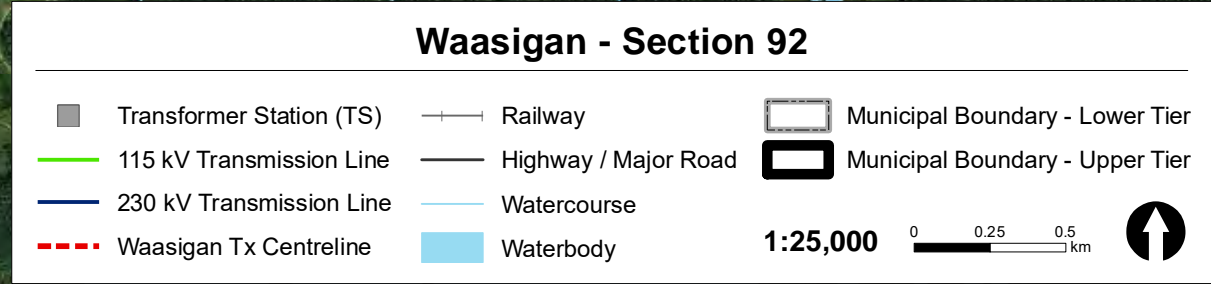 Waasigan - Section 92
Transformer Station (TS)
115 kV Transmission Line
230 kV Transmission Line
Waasigan Tx Centreline
Railway
Highway / Major Road
Watercourse
Waterbody
Municipal Boundary - Lower Tier
Municipal Boundary - Upper Tier
1:25,000
0 0.25 0.5
km